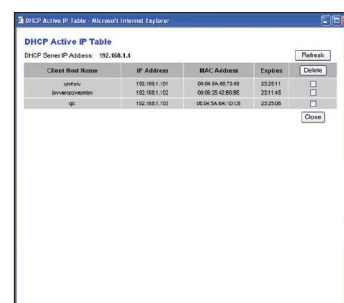 DHCP Active IP Table - Microsoft Internet Explorer
DHCP Active IP Table
DHCP Server IP Address: 192.168.1.1 Refresh
Client Host Name IP Address MAC Address Expires Delete
192.168.1.101 23:25:11
192.168.1.102 23:11:45
192.168.1.103 23:25:06
Close